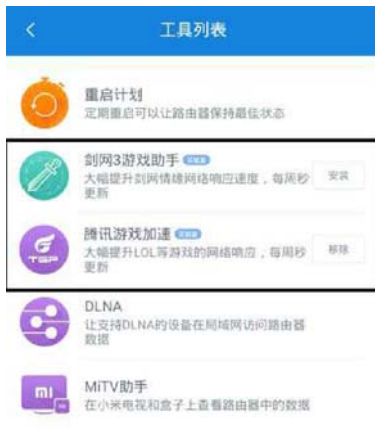 工具列表
重启计划
定期重启可以让路由器保持最佳状态
剑网3游戏助手
大幅提升剑网情缘网络响应速度，每周秒
更新
安装
腾讯游戏加速
大幅提升LOL等游戏的网络响应，每周秒
更新
移除
TGP
DLNA
让支持DLNA的设备在局域网访问路由器
数据
MiTV助手
在小米电视和盒子上查看路由器中的数据
mi